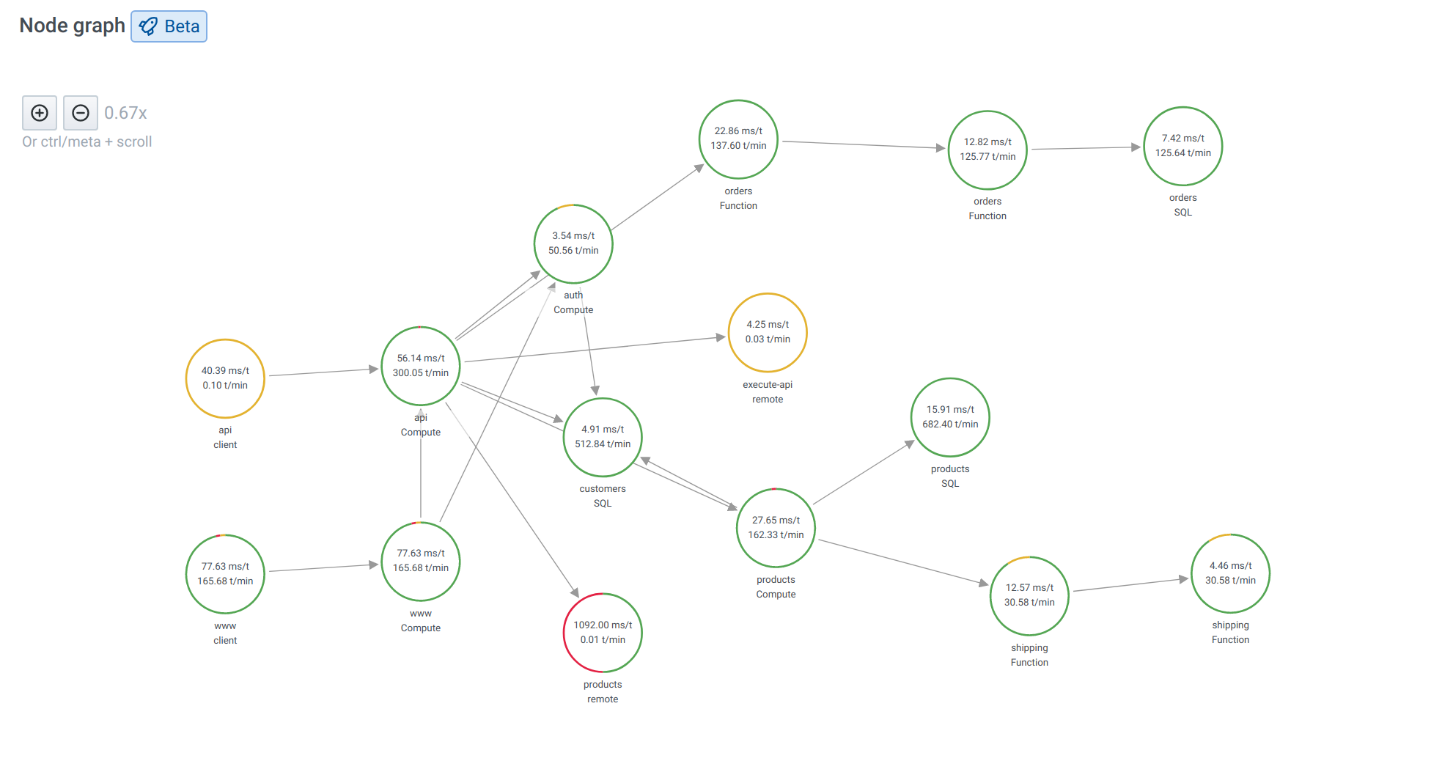 Node graph Beta
0.67x
Or ctrl/meta + scroll
22.86 ms/t
137.60 t/min
orders
Function
12.82 ms/t
125.77 t/min
orders
Function
7.42 ms/t
125.64 t/min
orders
SQL
3.54 ms/t
50.56 t/min
auth
Compute
4.25 ms/t
0.03 t/min
execute-api
remote
40.39 ms/t
0.10 t/min
api
client
56.14 ms/t
300.05 t/min
api
Compute
4.91 ms/t
512.84 t/min
customers
SQL
15.91 ms/t
682.40 t/min
products
SQL
77.63 ms/t
165.68 t/min
www
client
77.63 ms/t
165.68 t/min
www
Compute
27.65 ms/t
162.33 t/min
products
Compute
1092.00 ms/t
0.01 t/min
products
remote
12.57 ms/t
30.58 t/min
shipping
Function
4.46 ms/t
30.58 t/min
shipping
Function